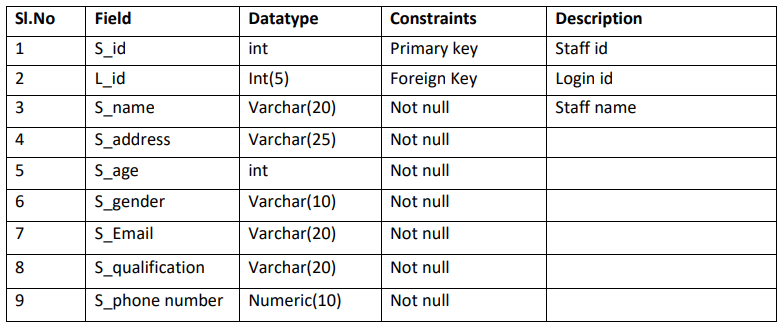 Sl.No Field Datatype Constraints Description
1 S_id int Primary key Staff id
2 L_id Int(5) Foreign Key Login id
3 S_name Varchar(20) Not null Staff name
4 S_address Varchar(25) Not null
5 S_age int Not null
6 S_gender Varchar(10) Not null
7 S_Email Varchar(20) Not null
8 S_qualification Varchar(20) Not null
9 S_phone number Numeric(10) Not null